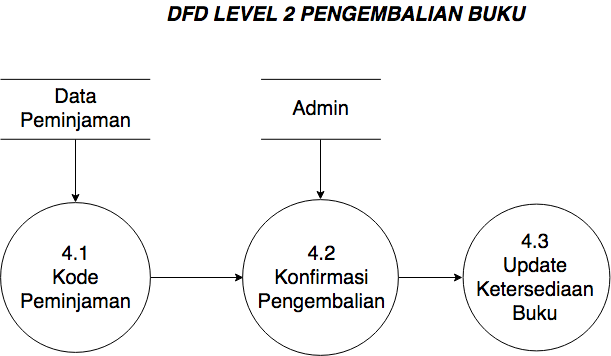 DFD LEVEL 2 PENGEMBALIAN BUKU
Data
Peminjaman
Admin
4.1
Kode
Peminjaman
4.2
Konfirmasi
Pengembalian
4.3
Update
Ketersediaan
Buku